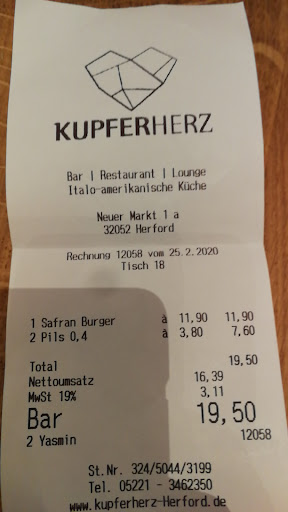 KUPFERHERZ
Bar | Restaurant | Lounge
Italo-amerikanische Küche
Neuer Markt 1 a
32052 Herford
Rechnung 12058 vom 25.2.2020
Tisch 18
1 Safran Burger à 11,90 11,90
2 Pils 0,4 à 3,80 7,60
Total 19,50
Nettoumsatz 16,39
MwSt 19% 3,11
Bar 19,50
2 Yasmin 12058
St.Nr. 324/5044/3199
Tel. 05221 - 3462350
www.kupferherz-Herford.de